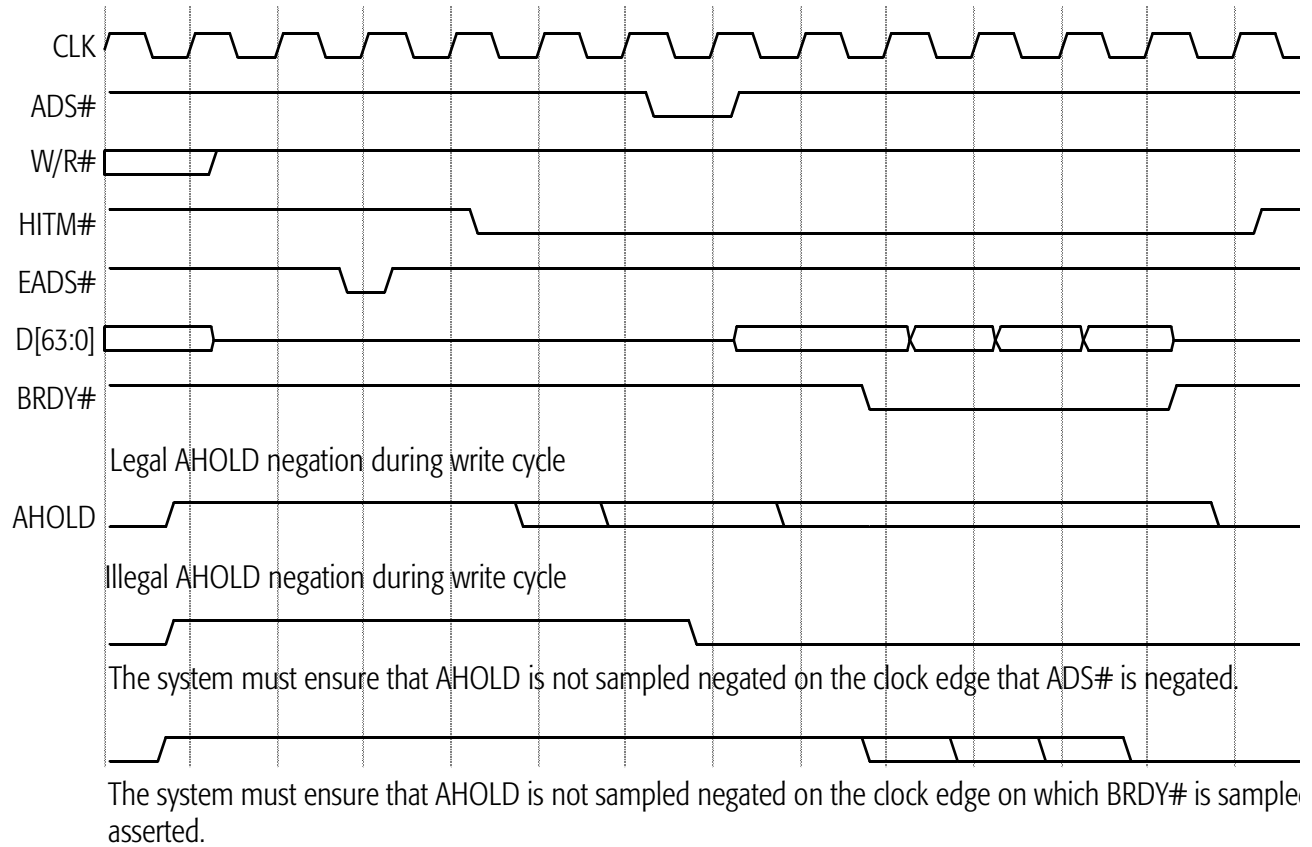 CLK
ADS#
W/R#
HITM#
EADS#
D[63:0]
BRDY#
Legal AHOLD negation during write cycle
AHOLD
Illegal AHOLD negation during write cycle
The system must ensure that AHOLD is not sampled negated on the clock edge that ADS# is negated.
The system must ensure that AHOLD is not sampled negated on the clock edge on which BRDY# is sample
asserted.